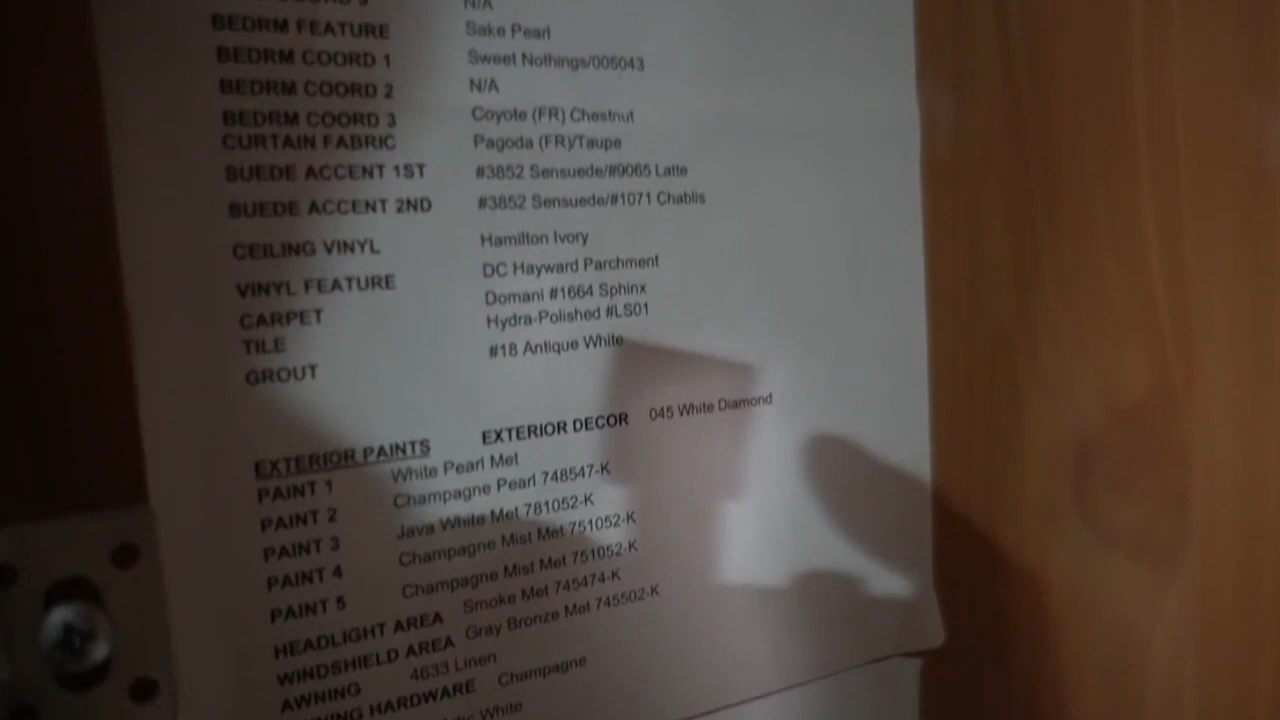 N/A
BEDRM FEATURE Sake Pearl
BEDRM COORD 1 Sweet Nothings/005043
BEDRM COORD 2 N/A
BEDRM COORD 3 Coyote (FR) Chestnut
CURTAIN FABRIC Pagoda (FR)/Taupe
SUEDE ACCENT 1ST #3852 Sensuede/#9065 Latte
SUEDE ACCENT 2ND #3852 Sensuede/#1071 Chablis
CEILING VINYL Hamilton Ivory
VINYL FEATURE DC Hayward Parchment
CARPET Domani #1664 Sphinx
TILE Hydra-Polished #LS01
GROUT #18 Antique White
EXTERIOR PAINTS EXTERIOR DECOR 045 White Diamond
PAINT 1 White Pearl Met
PAINT 2 Champagne Pearl 748547-K
PAINT 3 Java White Met 781052-K
PAINT 4 Champagne Mist Met 751052-K
PAINT 5 Champagne Mist Met 751052-K
HEADLIGHT AREA Smoke Met 745474-K
WINDSHIELD AREA Gray Bronze Met 745502-K
AWNING 4633 Linen
HARDWARE Champagne
White